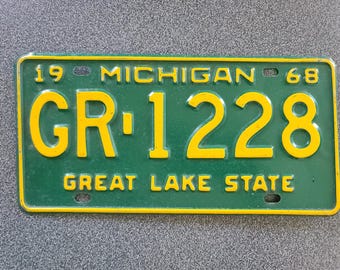 19 MICHIGAN 68
GR-1228
GREAT LAKE STATE